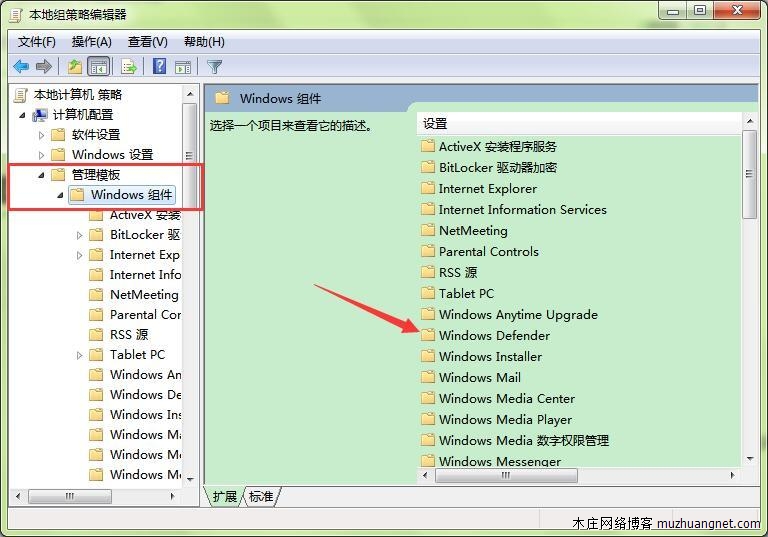 本地组策略编辑器
文件(F) 操作(A) 查看(V) 帮助(H)
本地计算机 策略
计算机配置
软件设置
Windows 设置
管理模板
Windows 组件
ActiveX 安装
BitLocker 驱
Internet Exp
Internet Info
NetMeeting
Parental Cor
RSS 源
Tablet PC
Windows An
Windows De
Windows Ins
Windows Ma
Windows Me
Windows Me
Windows 组件
选择一个项目来查看它的描述。
设置
ActiveX 安装程序服务
BitLocker 驱动器加密
Internet Explorer
Internet Information Services
NetMeeting
Parental Controls
RSS 源
Tablet PC
Windows Anytime Upgrade
Windows Defender
Windows Installer
Windows Mail
Windows Media Center
Windows Media Player
Windows Media 数字权限管理
Windows Messenger
扩展 标准
木庄网络博客 muzhuangnet.com